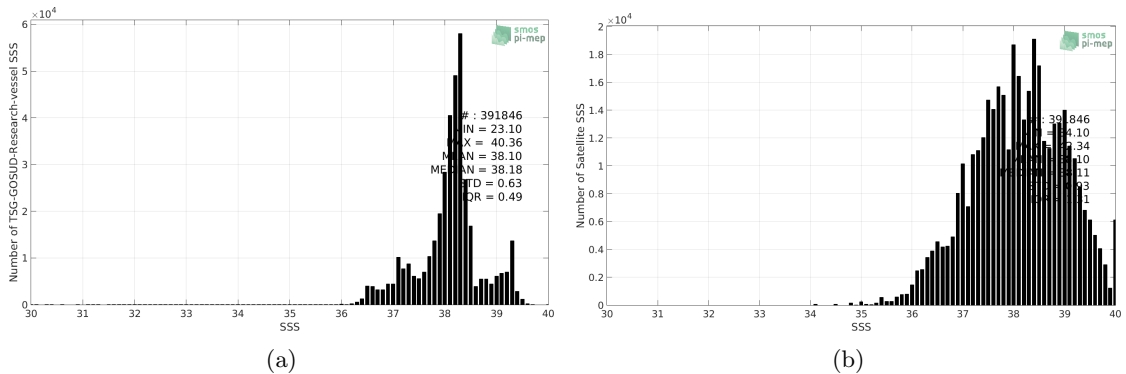 ×10⁴
smos
pi-mep
6
5
4
3
2
1
0
Number of TSG-GOSUD-Research-vessel SSS
# : 391846
MIN = 23.10
MAX = 40.36
MEAN = 38.10
MEDIAN = 38.18
STD = 0.63
IQR = 0.49
30 31 32 33 34 35 36 37 38 39 40
SSS
(a)
×10⁴
smos
pi-mep
2
1.8
1.6
1.4
1.2
1
0.8
0.6
0.4
0.2
0
Number of Satellite SSS
30 31 32 33 34 35 36 37 38 39 40
SSS
(b)